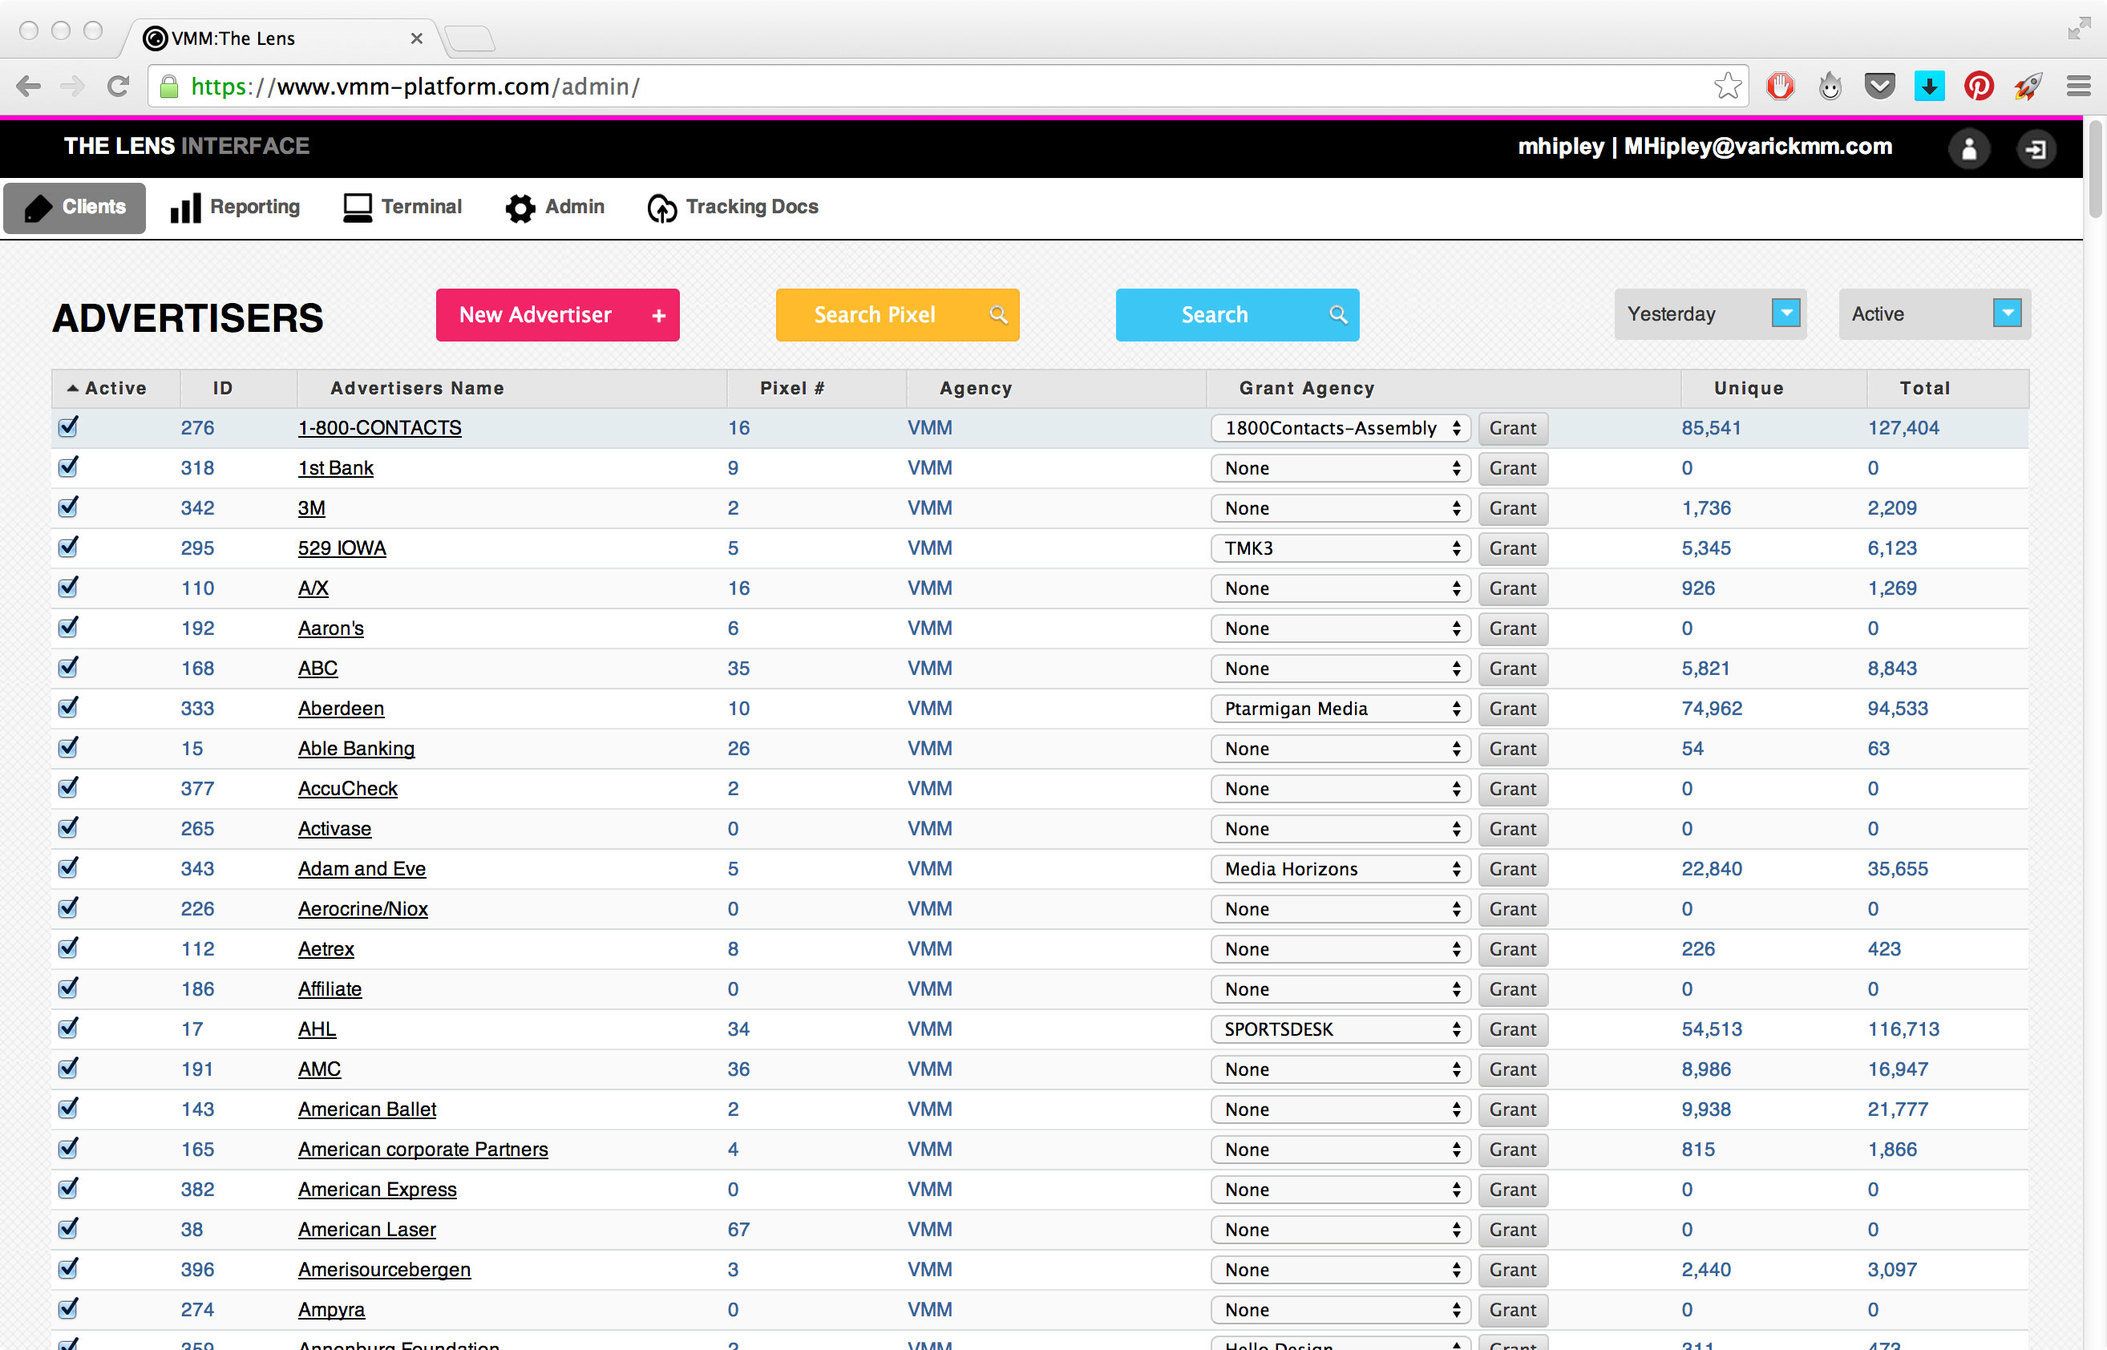 VMM:The Lens
https://www.vmm-platform.com/admin/
THE LENS INTERFACE mhipley | MHipley@varickmm.com
Clients Reporting Terminal Admin Tracking Docs
ADVERTISERS New Advertiser + Search Pixel Search Yesterday Active
Active ID Advertisers Name Pixel # Agency Grant Agency Unique Total
276 1-800-CONTACTS 16 VMM 1800Contacts-Assembly Grant 85,541 127,404
318 1st Bank 9 VMM None Grant 0 0
342 3M 2 VMM None Grant 1,736 2,209
295 529 IOWA 5 VMM TMK3 Grant 5,345 6,123
110 A/X 16 VMM None Grant 926 1,269
192 Aaron's 6 VMM None Grant 0 0
168 ABC 35 VMM None Grant 5,821 8,843
333 Aberdeen 10 VMM Ptarmigan Media Grant 74,962 94,533
15 Able Banking 26 VMM None Grant 54 63
377 AccuCheck 2 VMM None Grant 0 0
265 Activase 0 VMM None Grant 0 0
343 Adam and Eve 5 VMM Media Horizons Grant 22,840 35,655
226 Aerocrine/Niox 0 VMM None Grant 0 0
112 Aetrex 8 VMM None Grant 226 423
186 Affiliate 0 VMM None Grant 0 0
17 AHL 34 VMM SPORTSDESK Grant 54,513 116,713
191 AMC 36 VMM None Grant 8,986 16,947
143 American Ballet 2 VMM None Grant 9,938 21,777
165 American corporate Partners 4 VMM None Grant 815 1,866
382 American Express 0 VMM None Grant 0 0
38 American Laser 67 VMM None Grant 0 0
396 Amerisourcebergen 3 VMM None Grant 2,440 3,097
274 Ampyra 0 VMM None Grant 0 0
359 Annenburg Foundation VMM Hello Design Grant 311 473